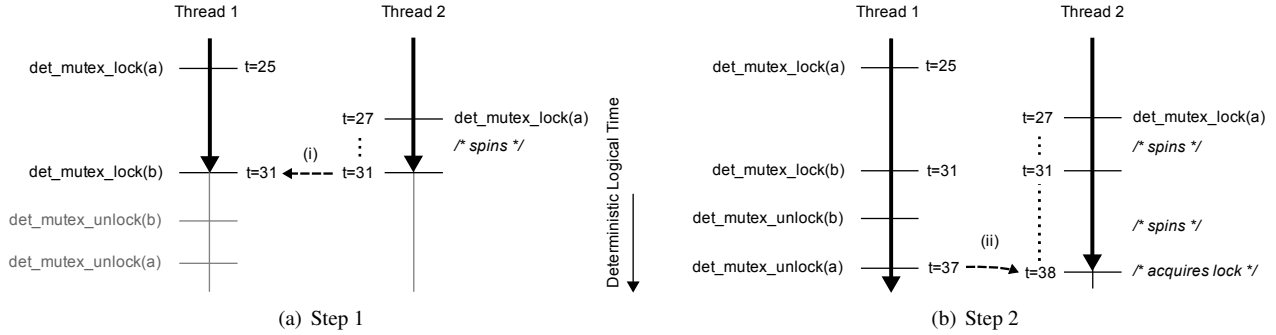 Thread 1
Thread 2
det_mutex_lock(a)
t=25
t=27
det_mutex_lock(a)
/* spins */
(i)
det_mutex_lock(b)
t=31
t=31
det_mutex_unlock(b)
det_mutex_unlock(a)
(a) Step 1
Deterministic Logical Time
Thread 1
Thread 2
det_mutex_lock(a)
t=25
t=27
det_mutex_lock(a)
/* spins */
det_mutex_lock(b)
t=31
t=31
det_mutex_unlock(b)
/* spins */
(ii)
det_mutex_unlock(a)
t=37
t=38
/* acquires lock */
(b) Step 2